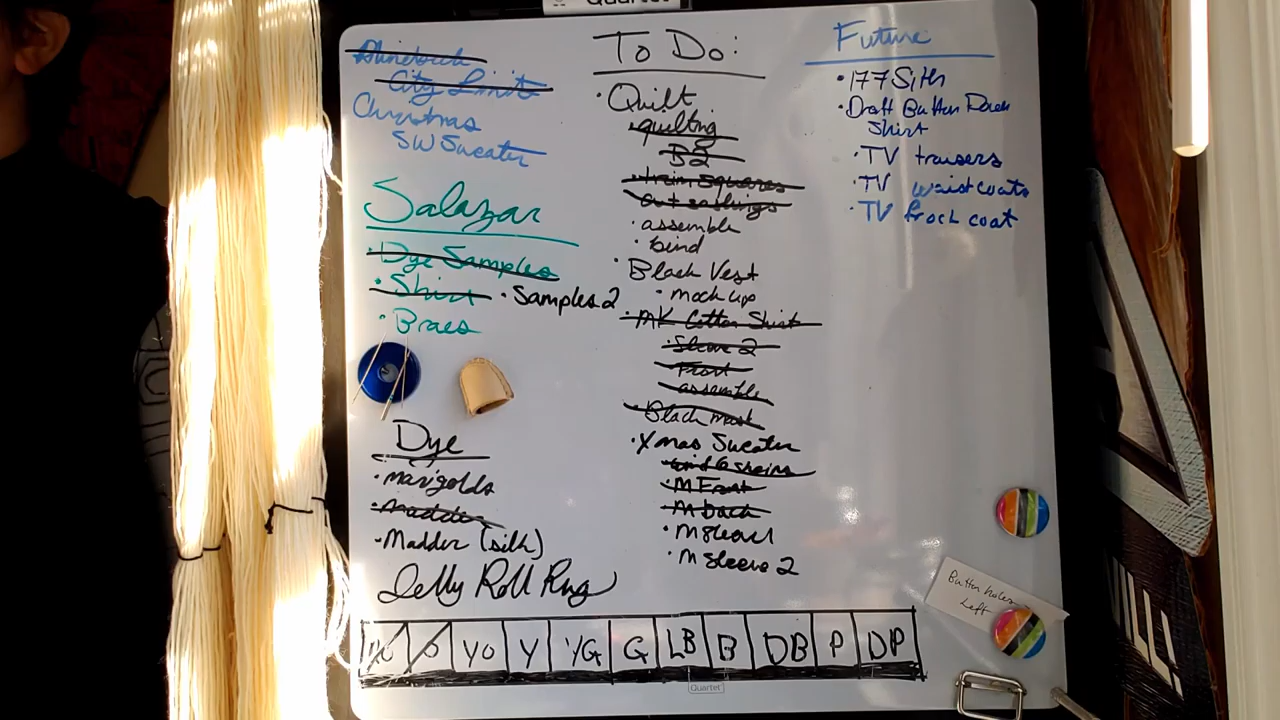 Quartet
Rhinebeck
City Limits
Christmas
SW Sweater
Salazar
Dye Samples
• Shirt • Samples 2
• Braes
Dye
• Marigolds
• Madder
• Madder (silk)
Jelly Roll Rug
To Do:
• Quilt
• quilting
B2
• trim squares
cut sashings
• assemble
• bind
• Black Vest
• mock up
• MK Cotton Shirt
• Sleeve 2
• Front
assemble
• Black mask
• Xmas Sweater
• wind 6 skeins
• M Front
• M back
• M sleeve 1
• M sleeve 2
Future
• 177 Sith
• Draft Button Down
Shirt
• TV trousers
• TV waistcoats
• TV frock coat
Button holes
Left
O YO Y YG G LB B DB P DP
Quartet